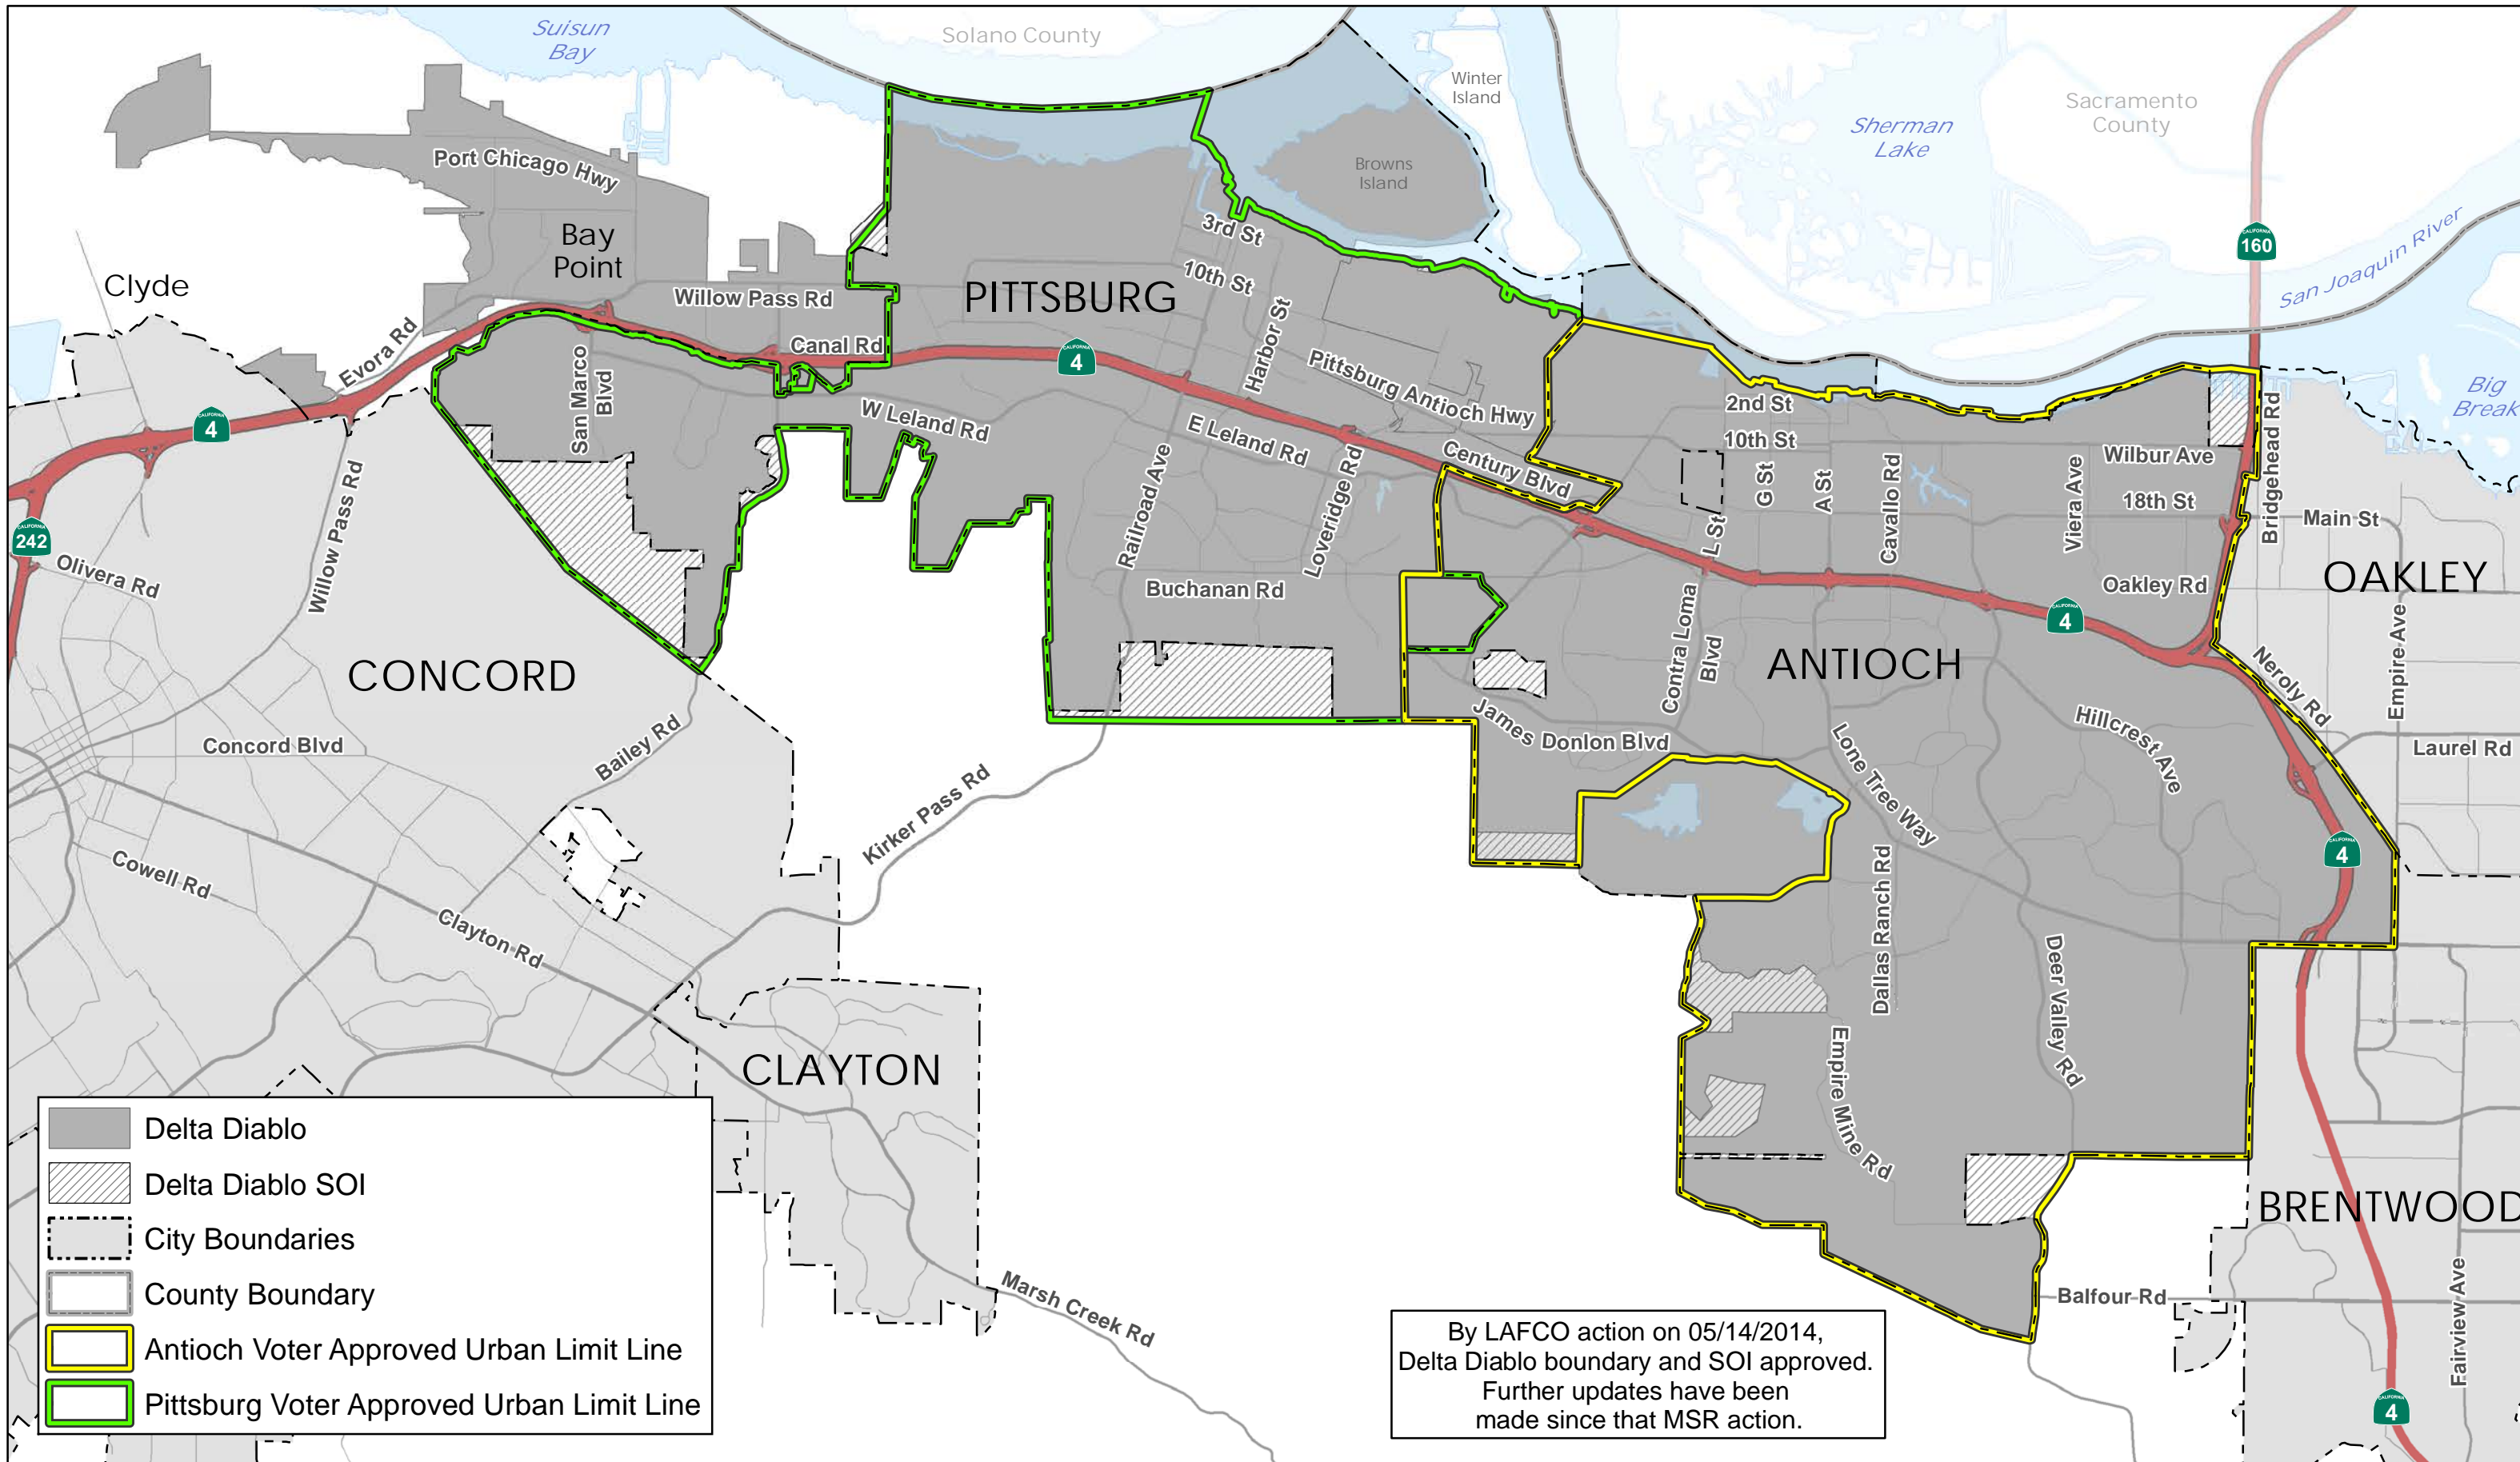 Suisun
Bay
Solano County
Winter
Island
Sacramento
County
Sherman
Lake
Browns
Island
Port Chicago Hwy
Bay
Point
3rd St
10th St
CALIFORNIA
160
San Joaquin River
Clyde
Willow Pass Rd
PITTSBURG
Harbor St
Evora Rd
Canal Rd
CALIFORNIA
4
Pittsburg Antioch Hwy
Big
Break
San Marco
Blvd
CALIFORNIA
4
W Leland Rd
E Leland Rd
2nd St
10th St
Century Blvd
Wilbur Ave
Bridgehead Rd
CALIFORNIA
242
Willow Pass Rd
Railroad Ave
Loveridge Rd
L St
G St
A St
Cavallo Rd
Viera Ave
18th St
Main St
Olivera Rd
Buchanan Rd
Oakley Rd
OAKLEY
CALIFORNIA
4
CONCORD
Contra Loma
Blvd
ANTIOCH
Neroly Rd
Empire Ave
Concord Blvd
Bailey Rd
James Donlon Blvd
Lone Tree Way
Hillcrest Ave
Laurel Rd
Kirker Pass Rd
CALIFORNIA
4
Cowell Rd
Clayton Rd
Dallas Ranch Rd
Deer Valley Rd
CLAYTON
Empire Mine Rd
BRENTWOOD
Marsh Creek Rd
Balfour Rd
Fairview Ave
CALIFORNIA
4
Delta Diablo
Delta Diablo SOI
City Boundaries
County Boundary
Antioch Voter Approved Urban Limit Line
Pittsburg Voter Approved Urban Limit Line
By LAFCO action on 05/14/2014,
Delta Diablo boundary and SOI approved.
Further updates have been
made since that MSR action.